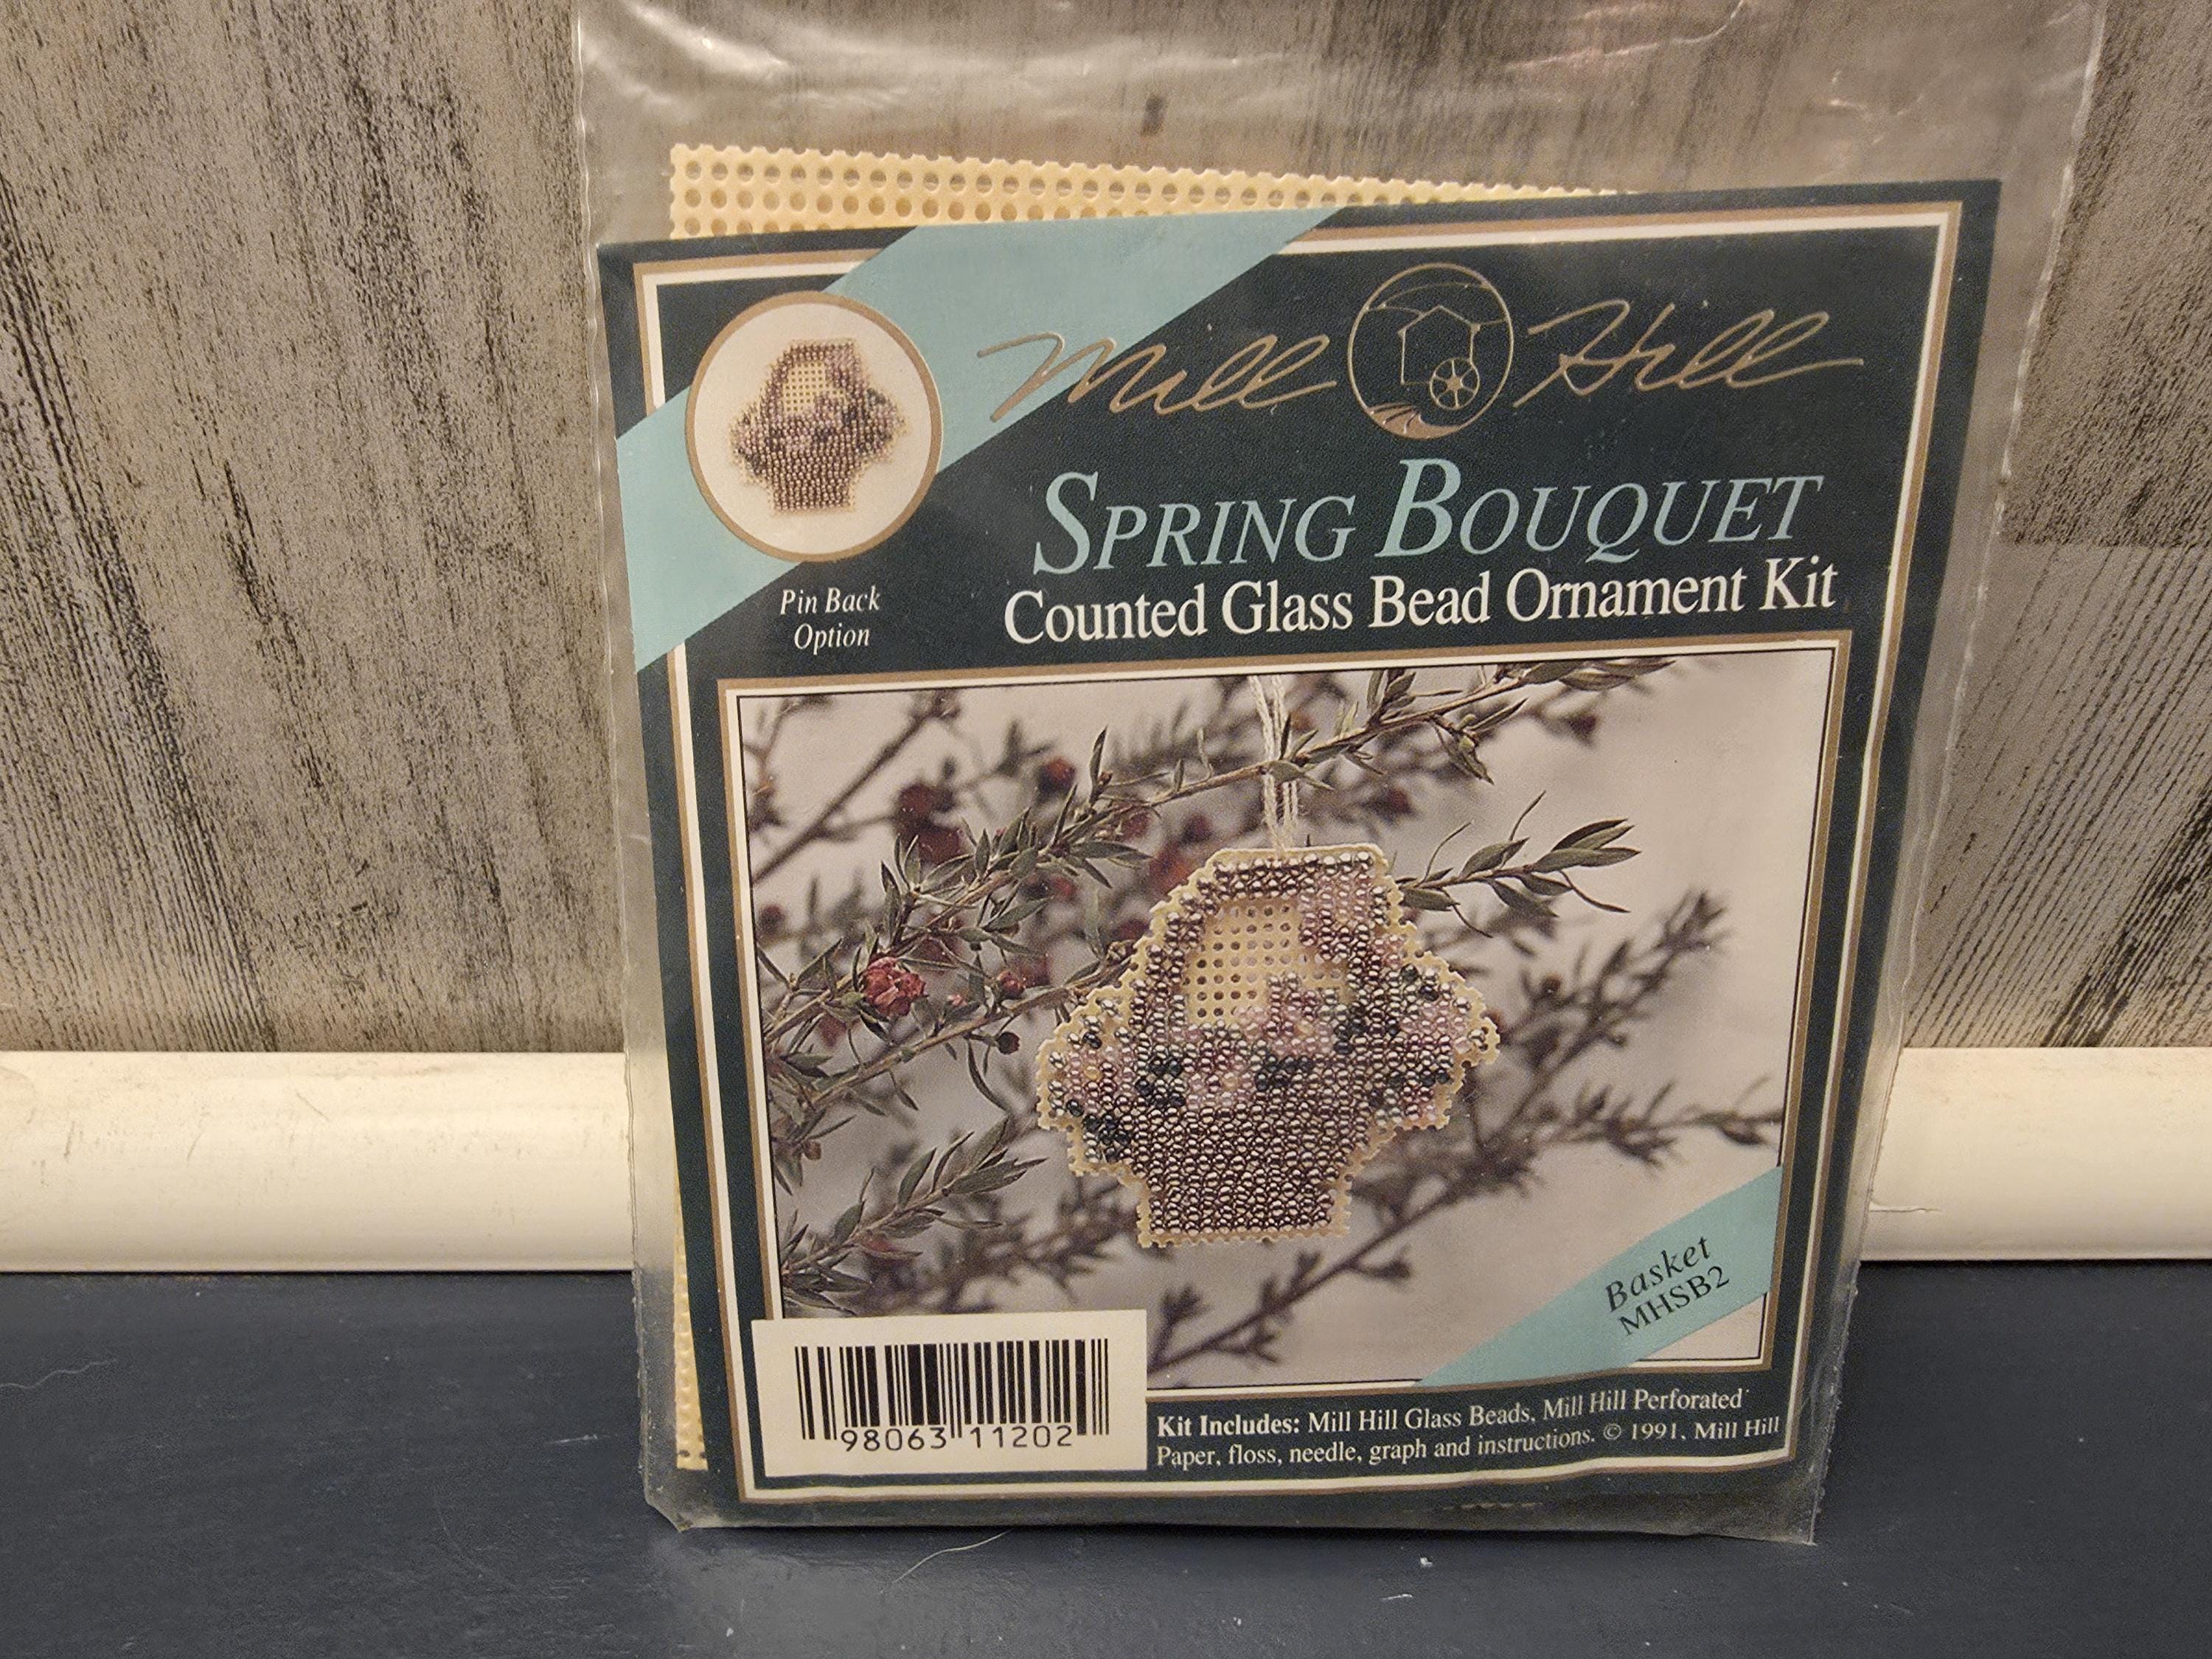 Mill Hill
SPRING BOUQUET
Counted Glass Bead Ornament Kit
Pin Back
Option
Basket
MHSB2
98063 11202
Kit Includes: Mill Hill Glass Beads, Mill Hill Perforated
Paper, floss, needle, graph and instructions. © 1991, Mill Hill